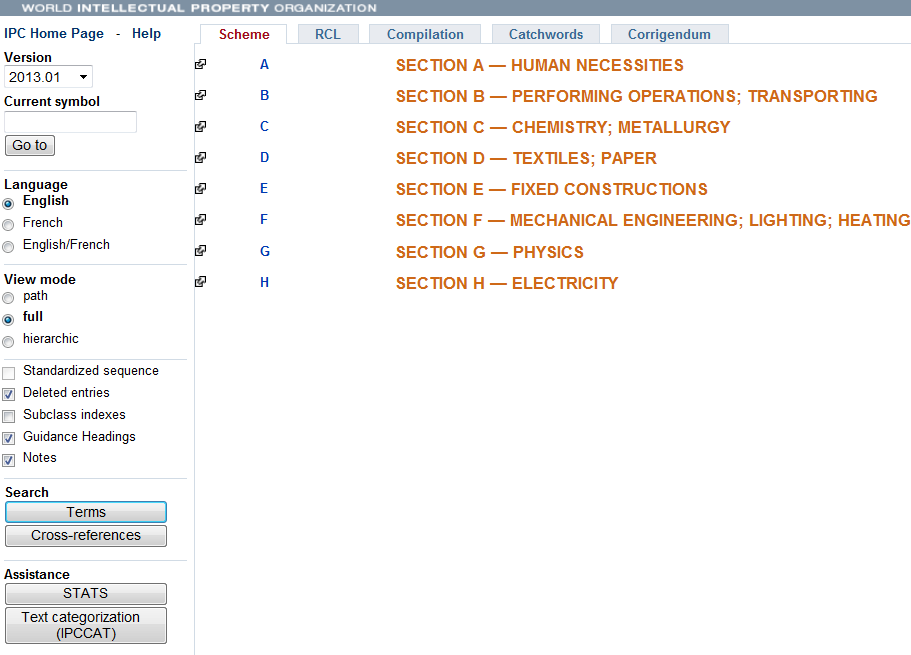 WORLD INTELLECTUAL PROPERTY ORGANIZATION
IPC Home Page - Help
Version
2013.01
Current symbol
Go to
Language
English
French
English/French
View mode
path
full
hierarchic
Standardized sequence
Deleted entries
Subclass indexes
Guidance Headings
Notes
Search
Terms
Cross-references
Assistance
STATS
Text categorization
(IPCCAT)
Scheme RCL Compilation Catchwords Corrigendum
A SECTION A — HUMAN NECESSITIES
B SECTION B — PERFORMING OPERATIONS; TRANSPORTING
C SECTION C — CHEMISTRY; METALLURGY
D SECTION D — TEXTILES; PAPER
E SECTION E — FIXED CONSTRUCTIONS
F SECTION F — MECHANICAL ENGINEERING; LIGHTING; HEATING
G SECTION G — PHYSICS
H SECTION H — ELECTRICITY